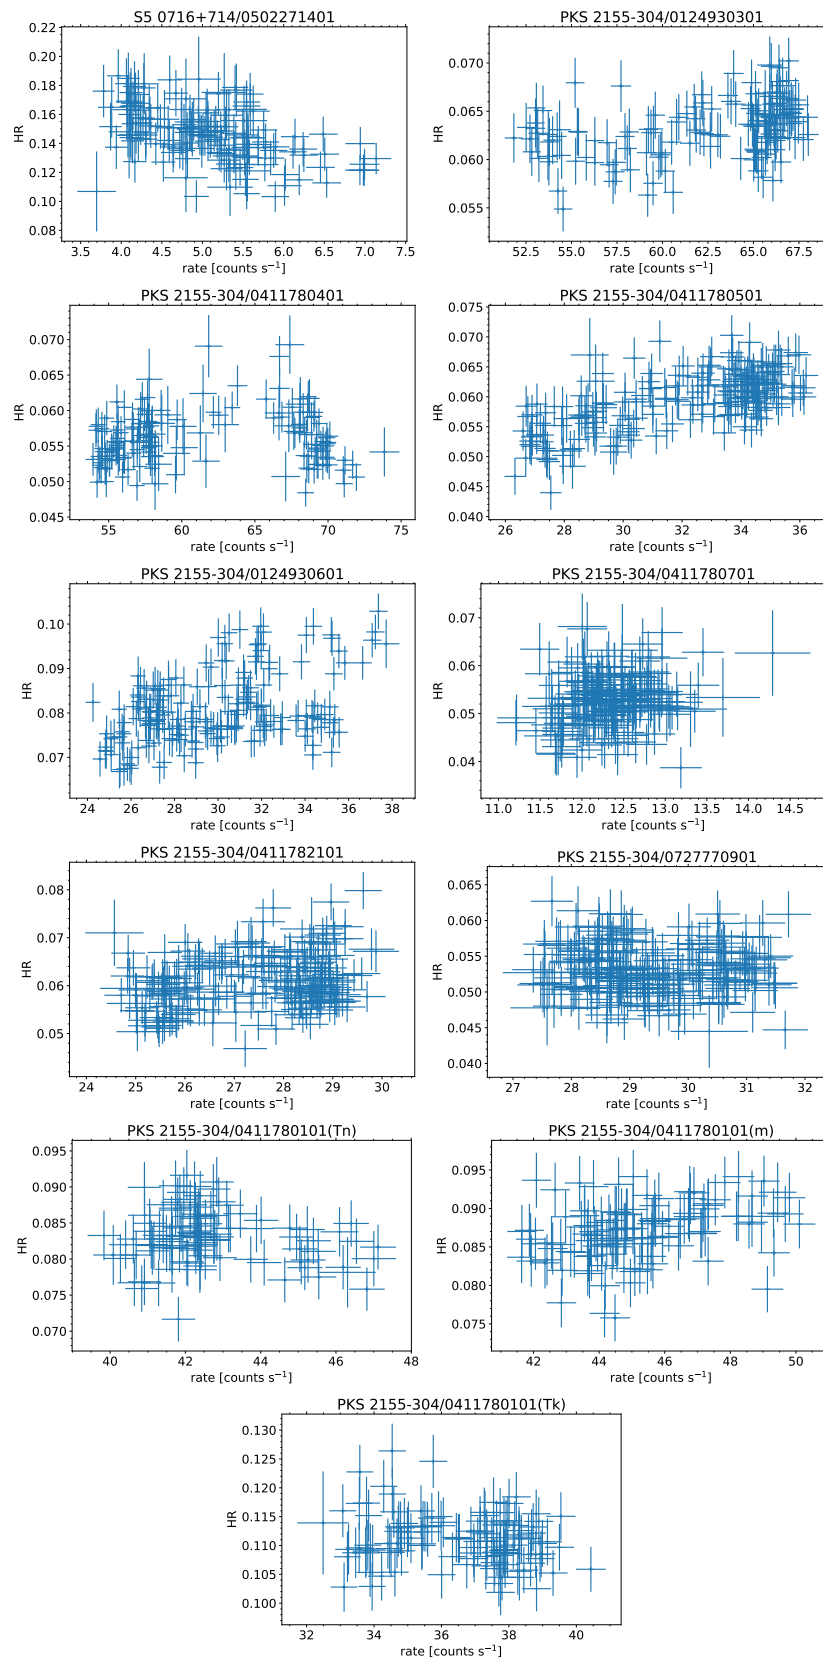 S5 0716+714/0502271401
0.22
0.20
0.18
0.16
0.14
0.12
0.10
0.08
HR
3.5 4.0 4.5 5.0 5.5 6.0 6.5 7.0 7.5
rate [counts s⁻¹]
PKS 2155-304/0124930301
0.070
0.065
0.060
0.055
HR
52.5 55.0 57.5 60.0 62.5 65.0 67.5
rate [counts s⁻¹]
PKS 2155-304/0411780401
0.070
0.065
0.060
0.055
0.050
0.045
HR
55 60 65 70 75
rate [counts s⁻¹]
PKS 2155-304/0411780501
0.075
0.070
0.065
0.060
0.055
0.050
0.045
0.040
HR
26 28 30 32 34 36
rate [counts s⁻¹]
PKS 2155-304/0124930601
0.10
0.09
0.08
0.07
HR
24 26 28 30 32 34 36 38
rate [counts s⁻¹]
PKS 2155-304/0411780701
0.07
0.06
0.05
0.04
HR
11.0 11.5 12.0 12.5 13.0 13.5 14.0 14.5
rate [counts s⁻¹]
PKS 2155-304/0411782101
0.08
0.07
0.06
0.05
HR
24 25 26 27 28 29 30
rate [counts s⁻¹]
PKS 2155-304/0727770901
0.065
0.060
0.055
0.050
0.045
0.040
HR
27 28 29 30 31 32
rate [counts s⁻¹]
PKS 2155-304/0411780101(Tn)
0.095
0.090
0.085
0.080
0.075
0.070
HR
40 42 44 46 48
rate [counts s⁻¹]
PKS 2155-304/0411780101(m)
0.095
0.090
0.085
0.080
0.075
HR
42 44 46 48 50
rate [counts s⁻¹]
PKS 2155-304/0411780101(Tk)
0.130
0.125
0.120
0.115
0.110
0.105
0.100
HR
32 34 36 38 40
rate [counts s⁻¹]